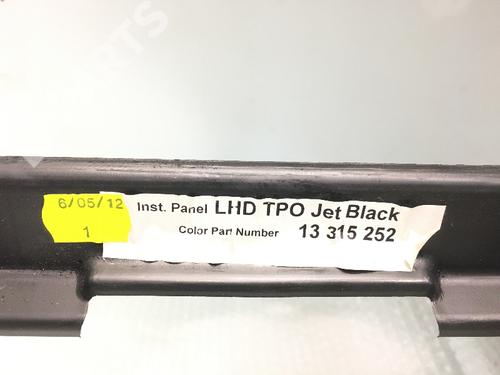 6/05/12
1
Inst. Panel LHD TPO Jet Black
Color Part Number 13 315 252